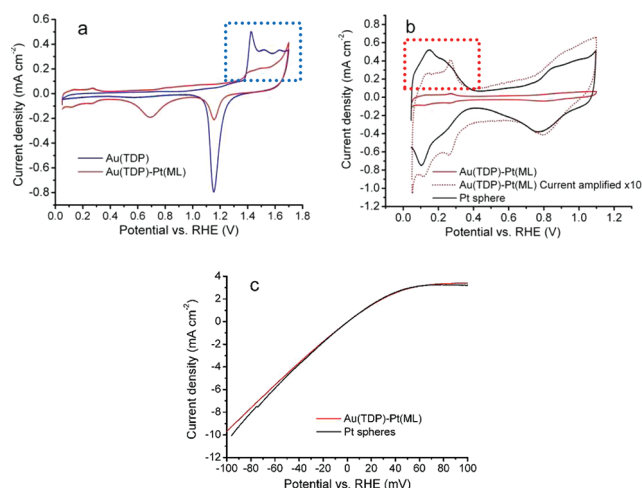 a
Current density (mA cm⁻²)
0.6
0.4
0.2
0.0
-0.2
-0.4
-0.6
-0.8
Au(TDP)
Au(TDP)-Pt(ML)
0.0 0.2 0.4 0.6 0.8 1.0 1.2 1.4 1.6 1.8
Potential vs. RHE (V)
b
Current density (mA cm⁻²)
0.8
0.6
0.4
0.2
0.0
-0.2
-0.4
-0.6
-0.8
-1.0
-1.2
Au(TDP)-Pt(ML)
Au(TDP)-Pt(ML) Current amplified x10
Pt sphere
0.0 0.2 0.4 0.6 0.8 1.0 1.2
Potential vs. RHE (V)
c
Current density (mA cm⁻²)
4
2
0
-2
-4
-6
-8
-10
-12
Au(TDP)-Pt(ML)
Pt spheres
-100 -80 -60 -40 -20 0 20 40 60 80 100
Potential vs. RHE (mV)